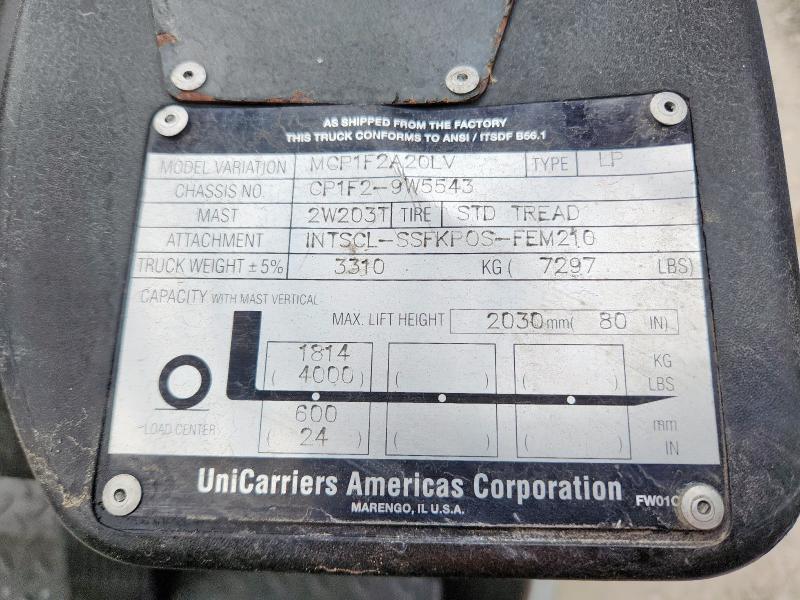 AS SHIPPED FROM THE FACTORY
THIS TRUCK CONFORMS TO ANSI / ITSDF B56.1
MODEL VARIATION MCP1F2A20LV TYPE LP
CHASSIS NO. CP1F2-9W5543
MAST 2W203T TIRE STD TREAD
ATTACHMENT INTSCL-SSFKPOS-FEM210
TRUCK WEIGHT ± 5% 3310 KG ( 7297 LBS)
CAPACITY WITH MAST VERTICAL
MAX. LIFT HEIGHT 2030 mm( 80 IN)
1814 KG
( 4000 ) ( ) ( ) LBS
600 mm
LOAD CENTER ( 24 ) ( ) ( ) IN
UniCarriers Americas Corporation
MARENGO, IL U.S.A.